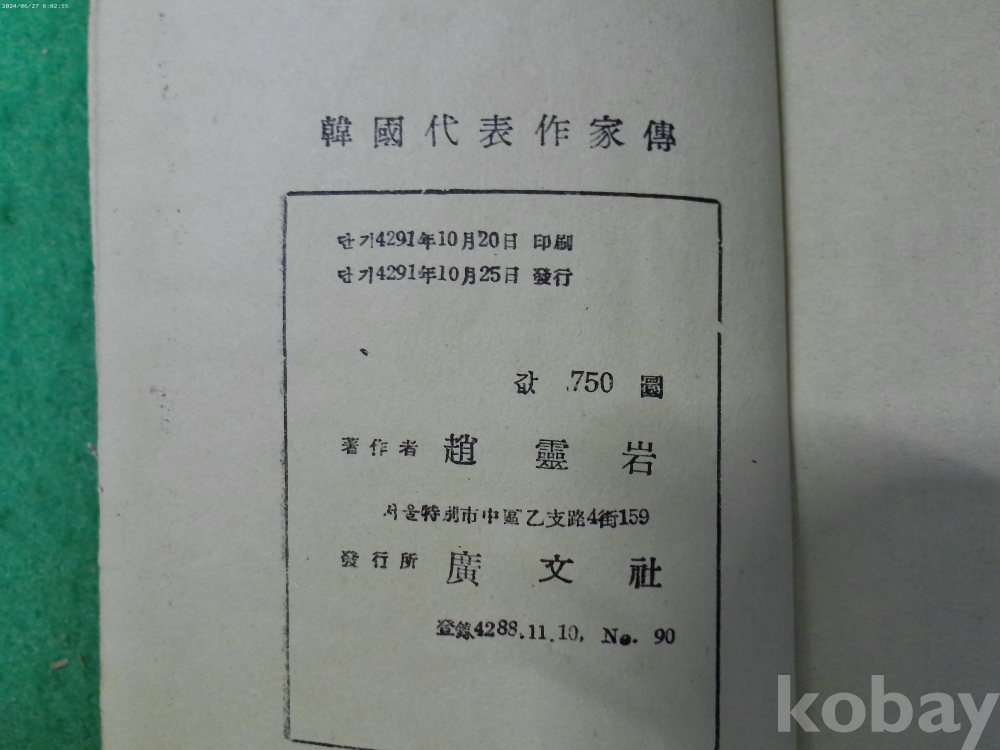 2024/06/27 6:02:55
韓國代表作家傳
단기4291年10月20日 印刷
단기4291年10月25日 發行
값 750 圜
著作者 趙靈岩
서울特別市中區乙支路4街159
發行所 廣文社
登錄4288.11.10, No. 90
kobay